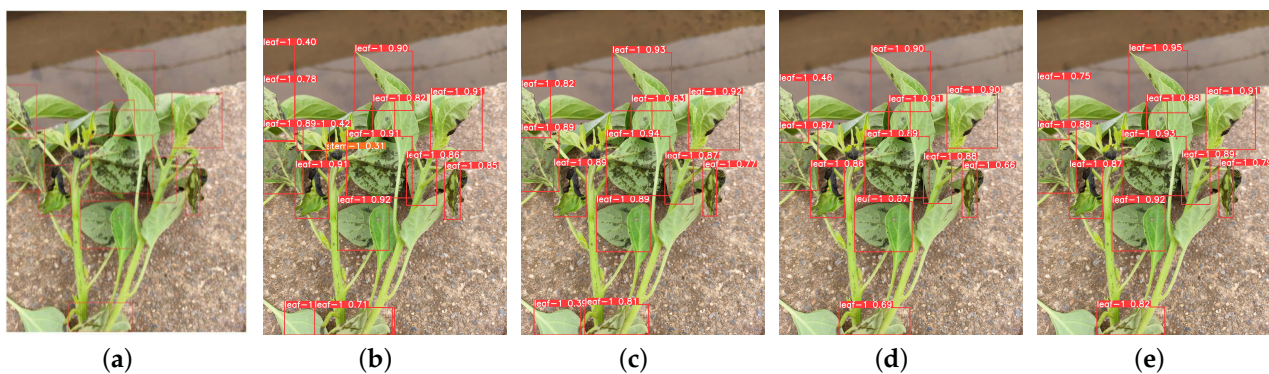 leaf-1 0.40
leaf-1 0.90
leaf-1 0.78
leaf-1 0.82
leaf-1 0.91
leaf-1 0.89
-1 0.42
leaf-1 0.91
stem-1 0.31
leaf-1 0.91
leaf-1 0.86
leaf-1 0.85
leaf-1 0.92
leaf-1
leaf-1 0.71
(b)
leaf-1 0.93
leaf-1 0.82
leaf-1 0.83
leaf-1 0.92
leaf-1 0.89
leaf-1 0.94
leaf-1 0.89
leaf-1 0.87
leaf-1 0.77
leaf-1 0.89
leaf-1 0.3
leaf-1 0.81
(c)
leaf-1 0.90
leaf-1 0.46
leaf-1 0.91
leaf-1 0.90
leaf-1 0.87
leaf-1 0.89
leaf-1 0.86
leaf-1 0.86
leaf-1 0.66
leaf-1 0.87
leaf-1 0.69
(d)
leaf-1 0.95
leaf-1 0.75
leaf-1 0.88
leaf-1 0.91
leaf-1 0.88
leaf-1 0.93
leaf-1 0.87
leaf-1 0.89
leaf-1 0.79
leaf-1 0.92
leaf-1 0.82
(e)
(a)